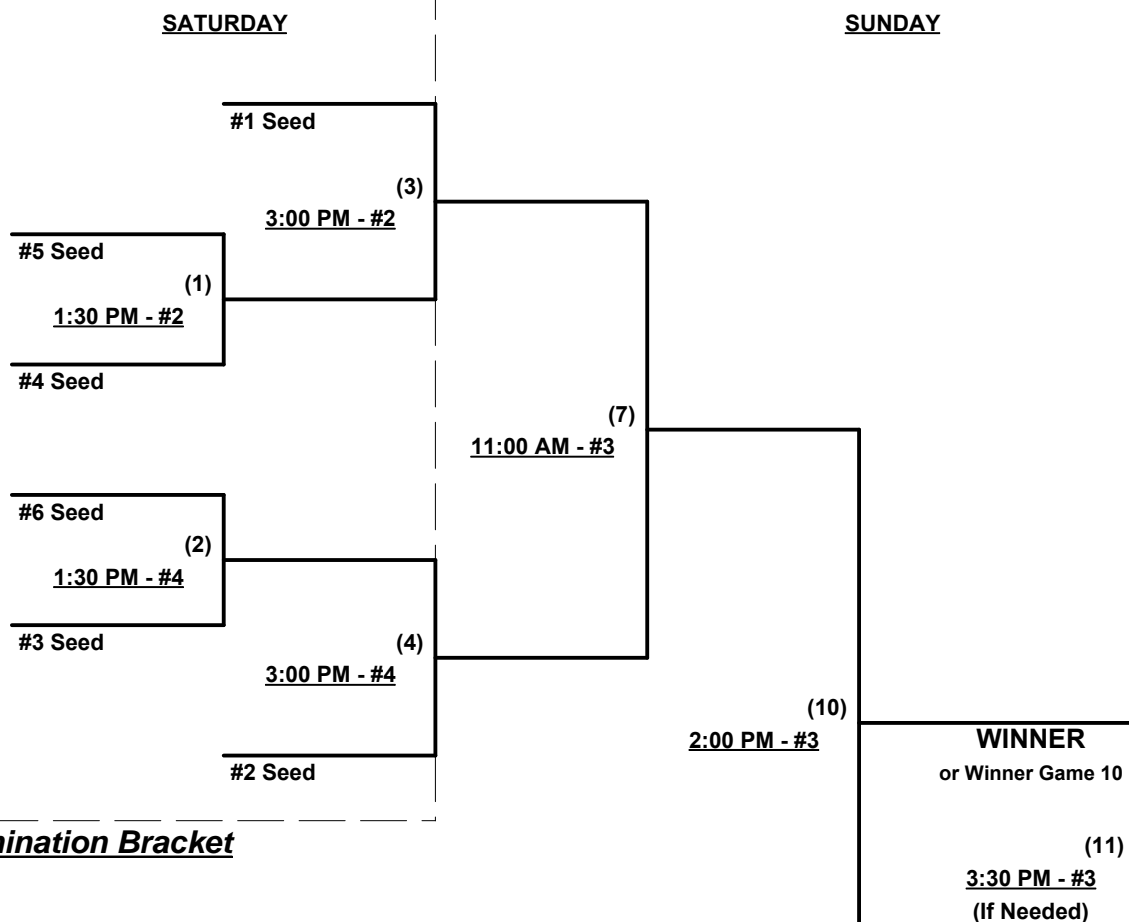 SATURDAY
SUNDAY
#1 Seed
(3)
3:00 PM - #2
#5 Seed
(1)
1:30 PM - #2
#4 Seed
(7)
11:00 AM - #3
#6 Seed
(2)
1:30 PM - #4
#3 Seed
(4)
3:00 PM - #4
(10)
2:00 PM - #3
WINNER
#2 Seed
or Winner Game 10
Bracket
(11)
3:30 PM - #3
(If Needed)